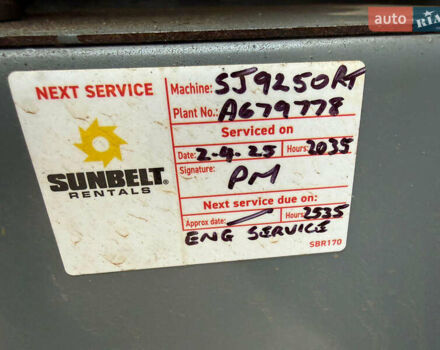 AUTO RIA
NEXT SERVICE
SUNBELT®
RENTALS
Machine: SJ9250RT
Plant No.: A679778
Serviced on
Date: 2-4-25 Hours: 2035
Signature: PM
Next service due on:
Approx date: Hours: 2535
ENG SERVICE
SBR170